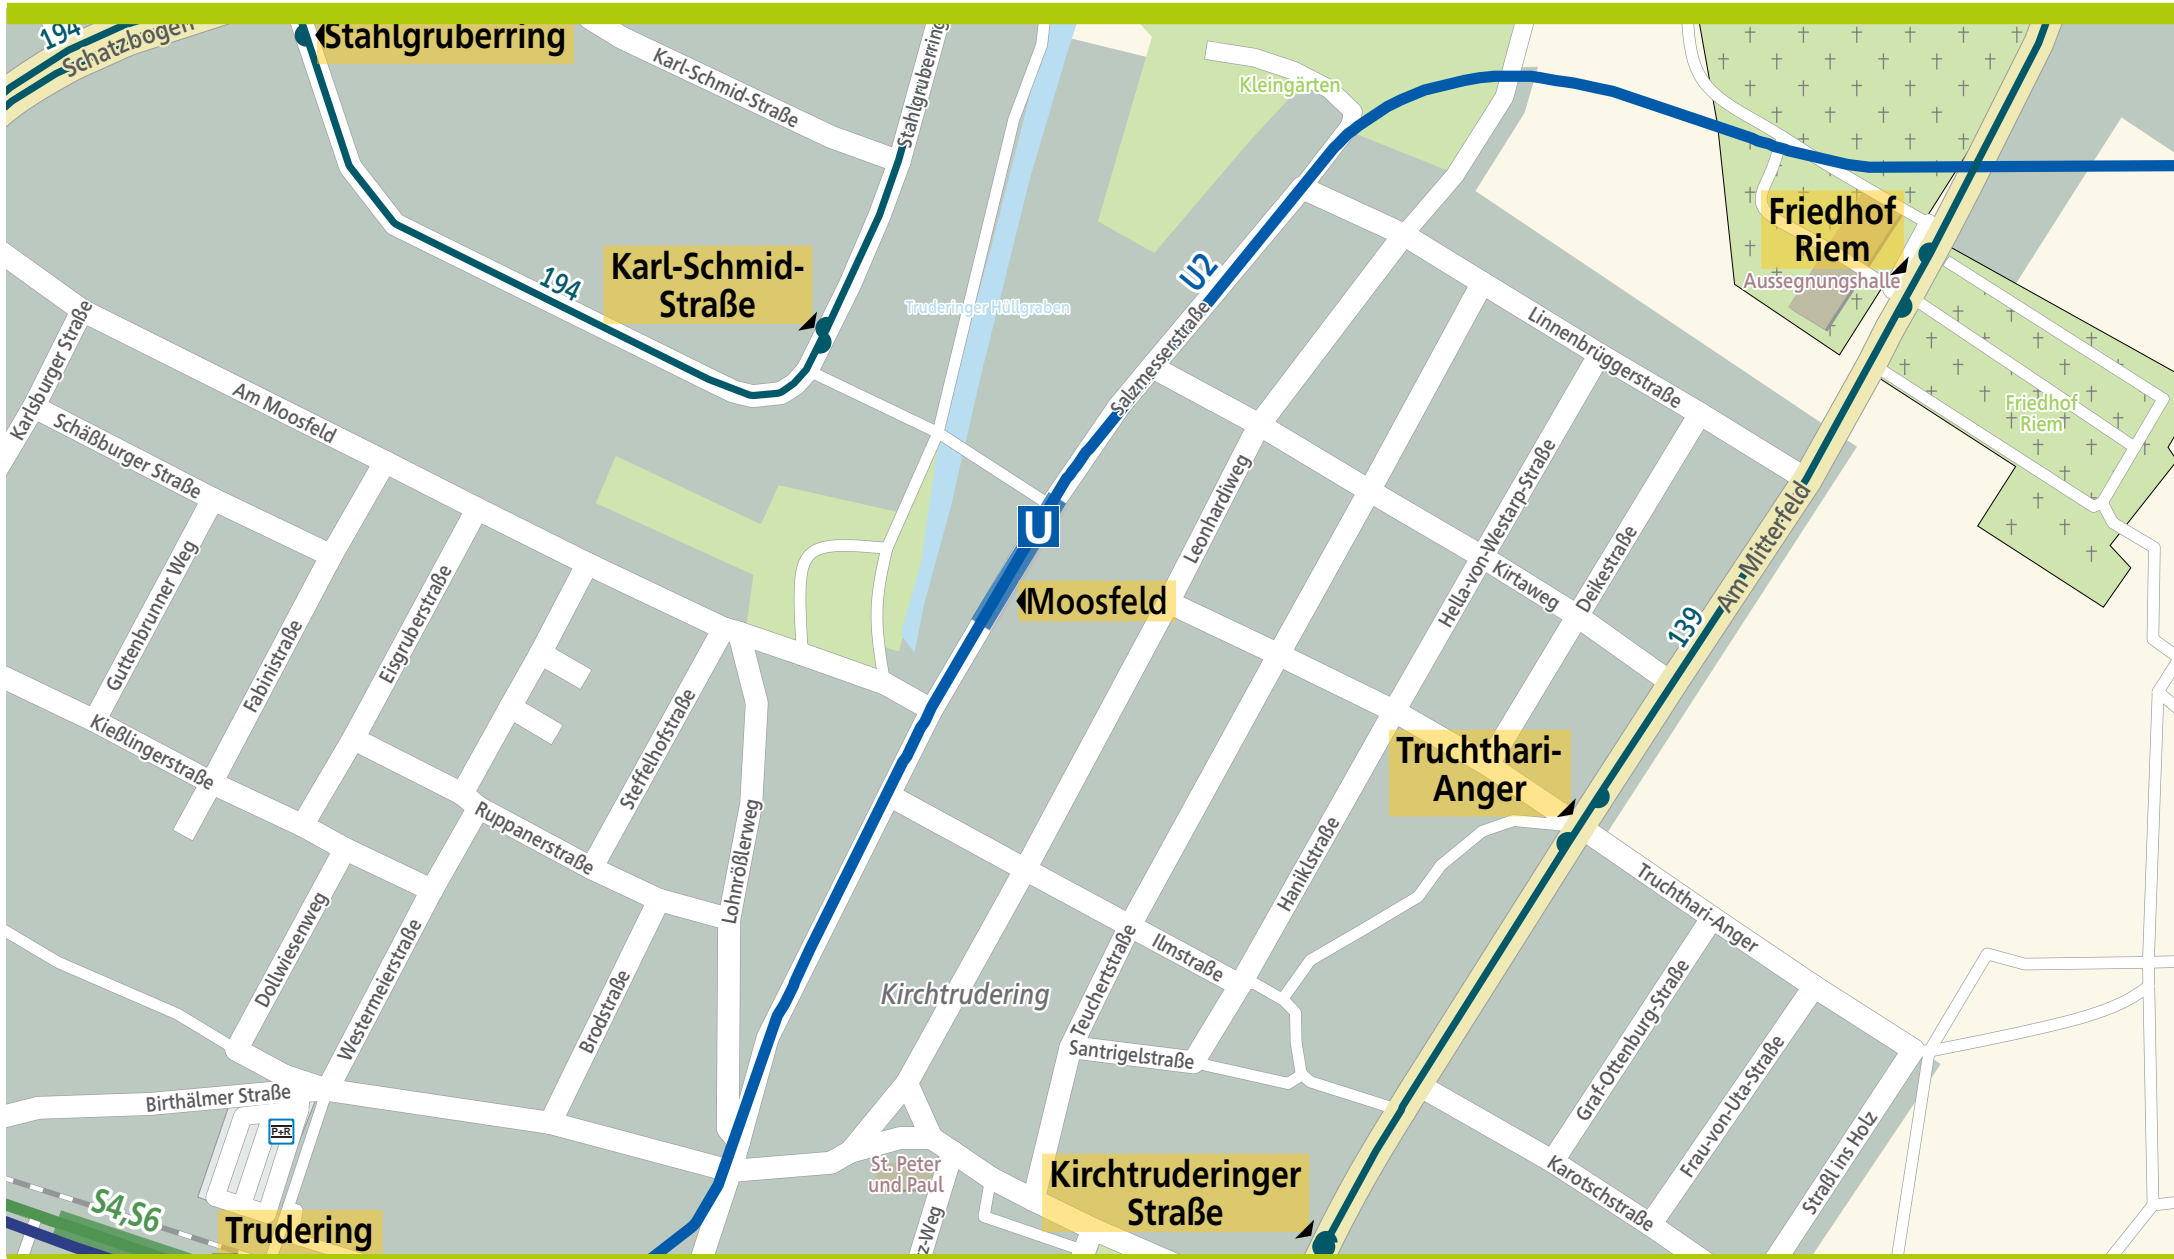 194
Schatzbogen
Stahlgruberring
Karl-Schmid-Straße
Stahlgruberring
Kleingärten
Friedhof
Riem
Aussegnungshalle
Karl-Schmid-
Straße
194
U2
Truderinger Hüllgraben
Salzmesserstraße
Linnenbrüggerstraße
Karlsburger Straße
Am Moosfeld
Schäßburger Straße
Friedhof
Riem
Leonhardiweg
Hella-von-Westarp-Straße
Am Mitterfeld
U
Moosfeld
Kirtaweg
Deikestraße
139
Guttenbrunner Weg
Fabinistraße
Eisgruberstraße
Steffelhofstraße
Kießlingerstraße
Ruppanerstraße
Lohnrößlerweg
Truchthari-
Anger
Haniklstraße
Truchthari-Anger
Dollwiesenweg
Westermeierstraße
Brodstraße
Kirchtrudering
Teuchertstraße
Ilmstraße
Santrigelstraße
Graf-Ottenburg-Straße
Frau-von-Uta-Straße
Straßl ins Holz
Birthälmer Straße
P+R
St. Peter
und Paul
Kirchtruderinger
Straße
Karotschstraße
S4,S6
Trudering
z-Weg